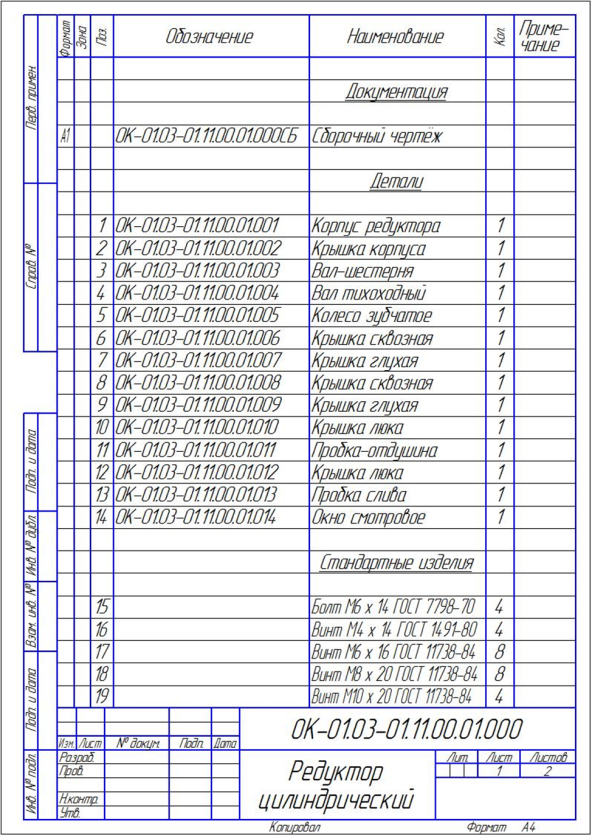 Формат Зона Поз. Обозначение Наименование Кол. Приме-
чание
Документация
А1 ОК-01.03-01.11.00.01.000СБ Сборочный чертёж
Детали
1 ОК-01.03-01.11.00.01.001 Корпус редуктора 1
2 ОК-01.03-01.11.00.01.002 Крышка корпуса 1
3 ОК-01.03-01.11.00.01.003 Вал-шестерня 1
4 ОК-01.03-01.11.00.01.004 Вал тихоходный 1
5 ОК-01.03-01.11.00.01.005 Колесо зубчатое 1
6 ОК-01.03-01.11.00.01.006 Крышка сквозная 1
7 ОК-01.03-01.11.00.01.007 Крышка глухая 1
8 ОК-01.03-01.11.00.01.008 Крышка сквозная 1
9 ОК-01.03-01.11.00.01.009 Крышка глухая 1
10 ОК-01.03-01.11.00.01.010 Крышка люка 1
11 ОК-01.03-01.11.00.01.011 Пробка-отдушина 1
12 ОК-01.03-01.11.00.01.012 Крышка люка 1
13 ОК-01.03-01.11.00.01.013 Пробка слива 1
14 ОК-01.03-01.11.00.01.014 Окно смотровое 1
Стандартные изделия
15 Болт М6 х 14 ГОСТ 7798-70 4
16 Винт М4 х 14 ГОСТ 1491-80 4
17 Винт М6 х 16 ГОСТ 11738-84 8
18 Винт М8 х 20 ГОСТ 11738-84 8
19 Винт М10 х 20 ГОСТ 11738-84 4
Перв. примен.
Справ. №
Подп. и дата
Инв. № дубл.
Взам. инв. №
Подп. и дата
Инв. № подл.
ОК-01.03-01.11.00.01.000
Изм. Лист № докум. Подп. Дата
Разраб.
Пров.
Н.контр.
Утв.
Редуктор
цилиндрический
Лит. Лист Листов
1 2
Копировал Формат А4